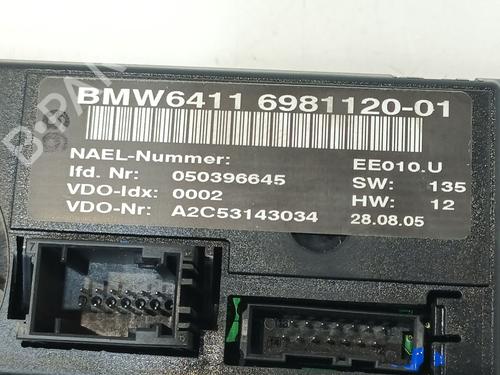 BMW6411 6981120-01
NAEL-Nummer: EE010.U
lfd. Nr: 050396645 SW: 135
VDO-Idx: 0002 HW: 12
VDO-Nr: A2C53143034 28.08.05